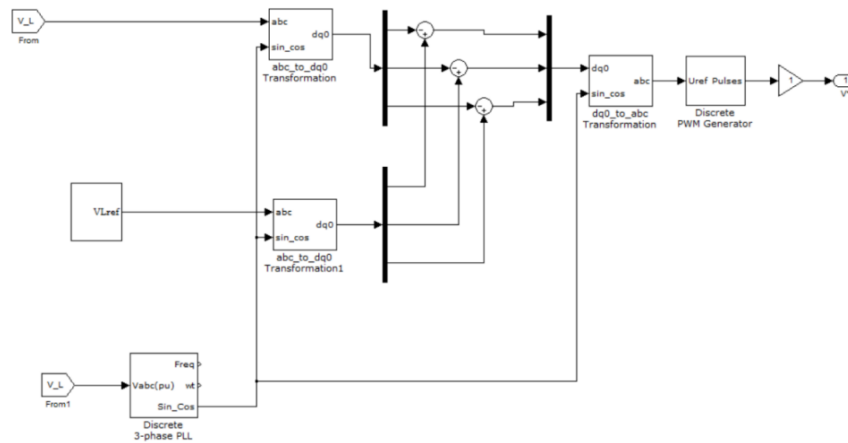 V_L
From
abc
sin_cos
dq0
abc_to_dq0
Transformation
dq0
sin_cos
abc
dq0_to_abc
Transformation
Uref Pulses
Discrete
PWM Generator
1
1
VLref
abc
sin_cos
dq0
abc_to_dq0
Transformation1
V_L
From1
Vabc(pu)
Freq
wt
Sin_Cos
Discrete
3-phase PLL